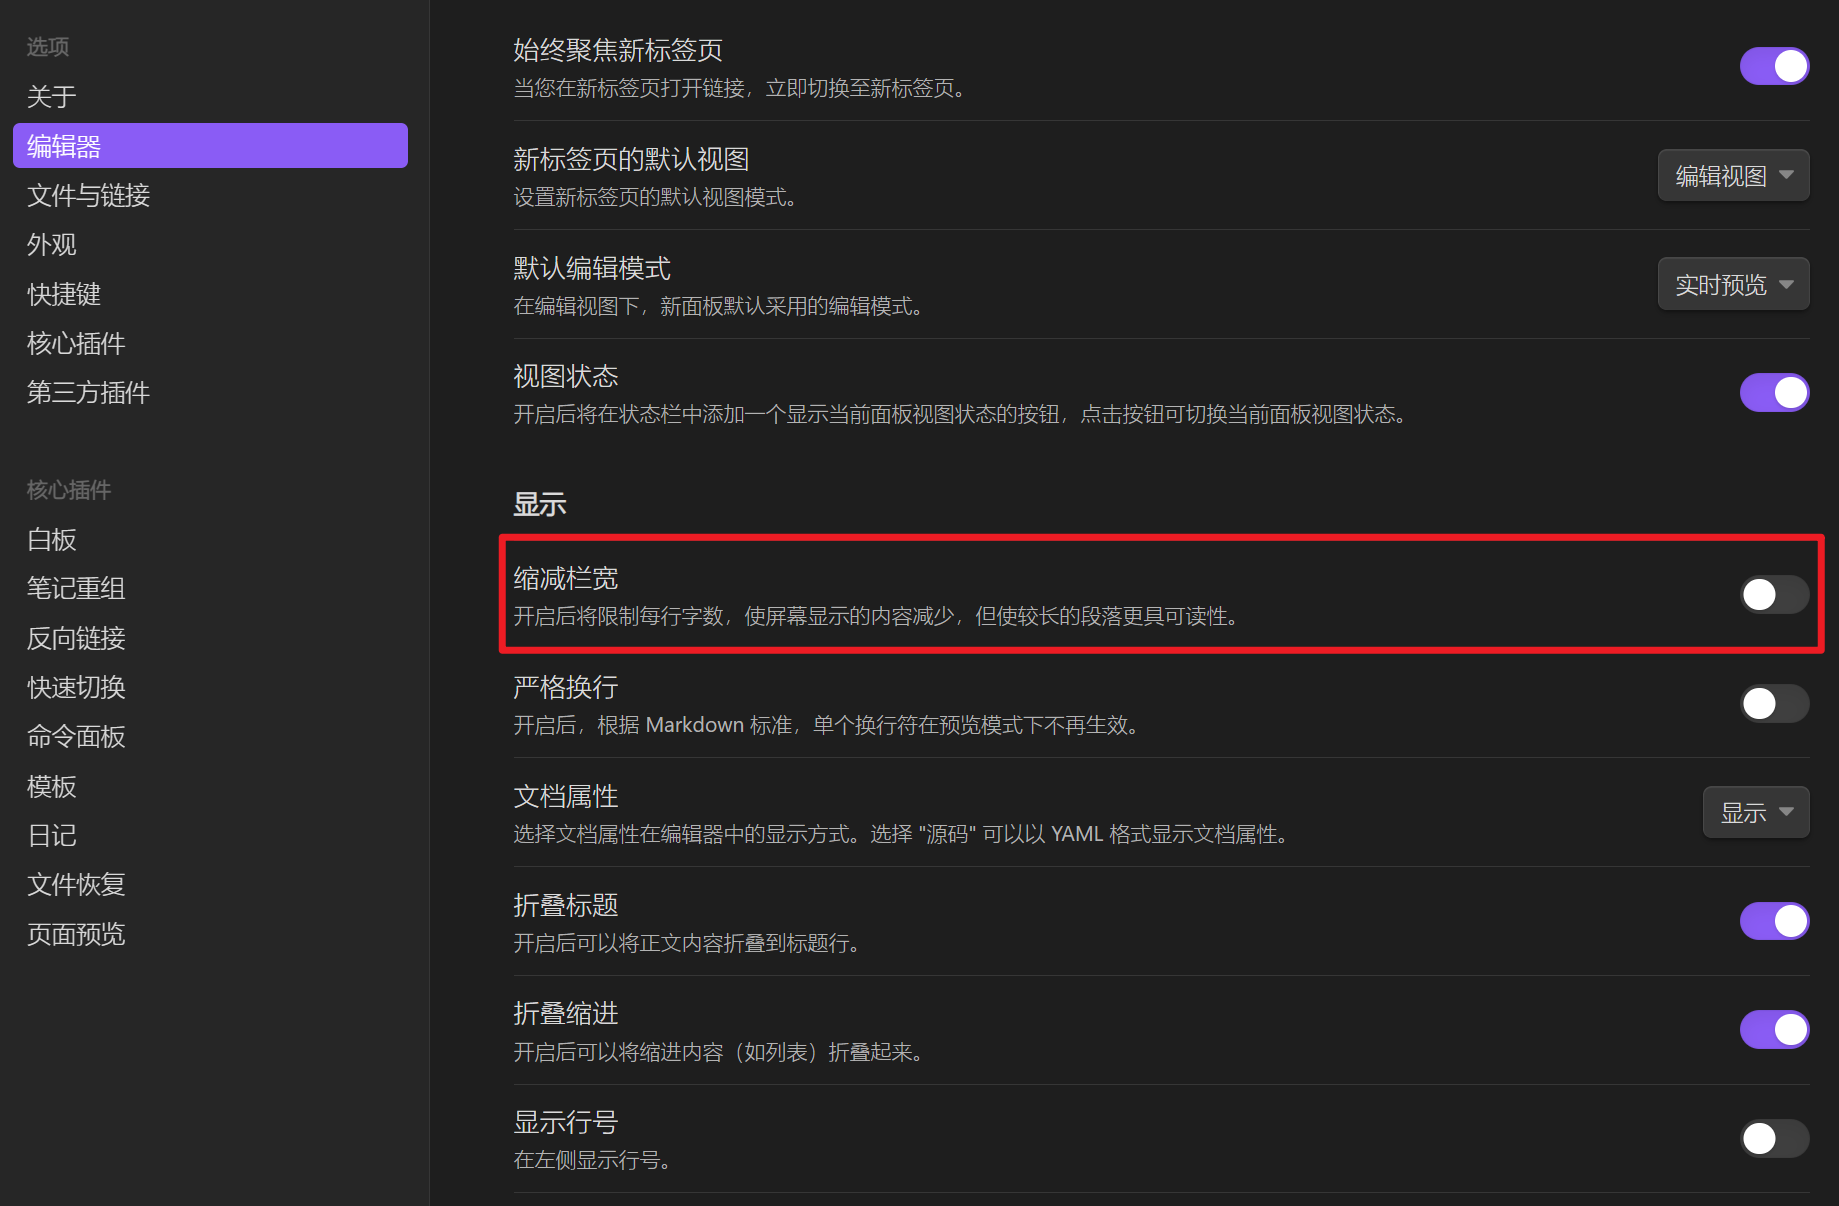 选项
关于
编辑器
文件与链接
外观
快捷键
核心插件
第三方插件
核心插件
白板
笔记重组
反向链接
快速切换
命令面板
模板
日记
文件恢复
页面预览
始终聚焦新标签页
当您在新标签页打开链接，立即切换至新标签页。
新标签页的默认视图
设置新标签页的默认视图模式。
编辑视图
默认编辑模式
在编辑视图下，新面板默认采用的编辑模式。
实时预览
视图状态
开启后将在状态栏中添加一个显示当前面板视图状态的按钮，点击按钮可切换当前面板视图状态。
显示
缩减栏宽
开启后将限制每行字数，使屏幕显示的内容减少，但使较长的段落更具可读性。
严格换行
开启后，根据 Markdown 标准，单个换行符在预览模式下不再生效。
文档属性
选择文档属性在编辑器中的显示方式。选择 "源码" 可以以 YAML 格式显示文档属性。
显示
折叠标题
开启后可以将正文内容折叠到标题行。
折叠缩进
开启后可以将缩进内容（如列表）折叠起来。
显示行号
在左侧显示行号。